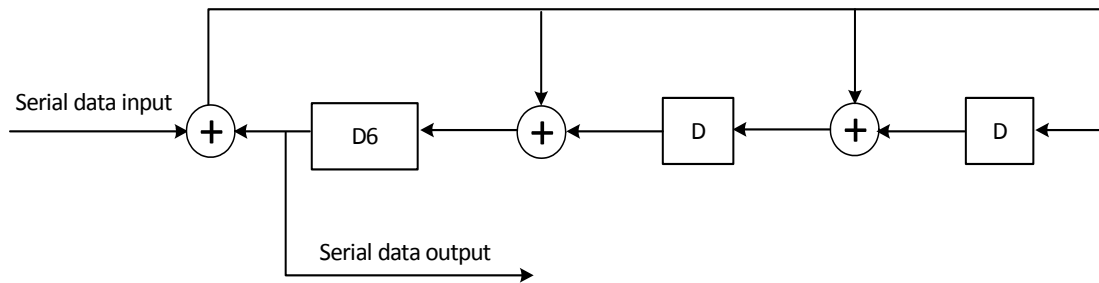 Serial data input
+
D6
+
D
+
D
Serial data output